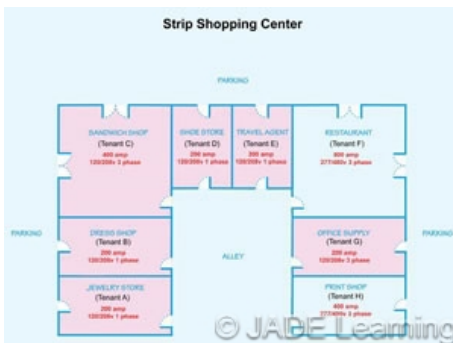 Strip Shopping Center
PARKING
SANDWICH SHOP
(Tenant C)
400 amp
120/208v 3 phase
SHOE STORE
(Tenant D)
200 amp
120/208v 1 phase
TRAVEL AGENT
(Tenant E)
200 amp
120/208v 1 phase
RESTAURANT
(Tenant F)
800 amp
277/480v 3 phase
PARKING
DRESS SHOP
(Tenant B)
200 amp
120/208v 1 phase
ALLEY
OFFICE SUPPLY
(Tenant G)
200 amp
120/208v 3 phase
PARKING
JEWELRY STORE
(Tenant A)
200 amp
120/208v 1 phase
PRINT SHOP
(Tenant H)
400 amp
277/480v 3 phase
© JADE Learning